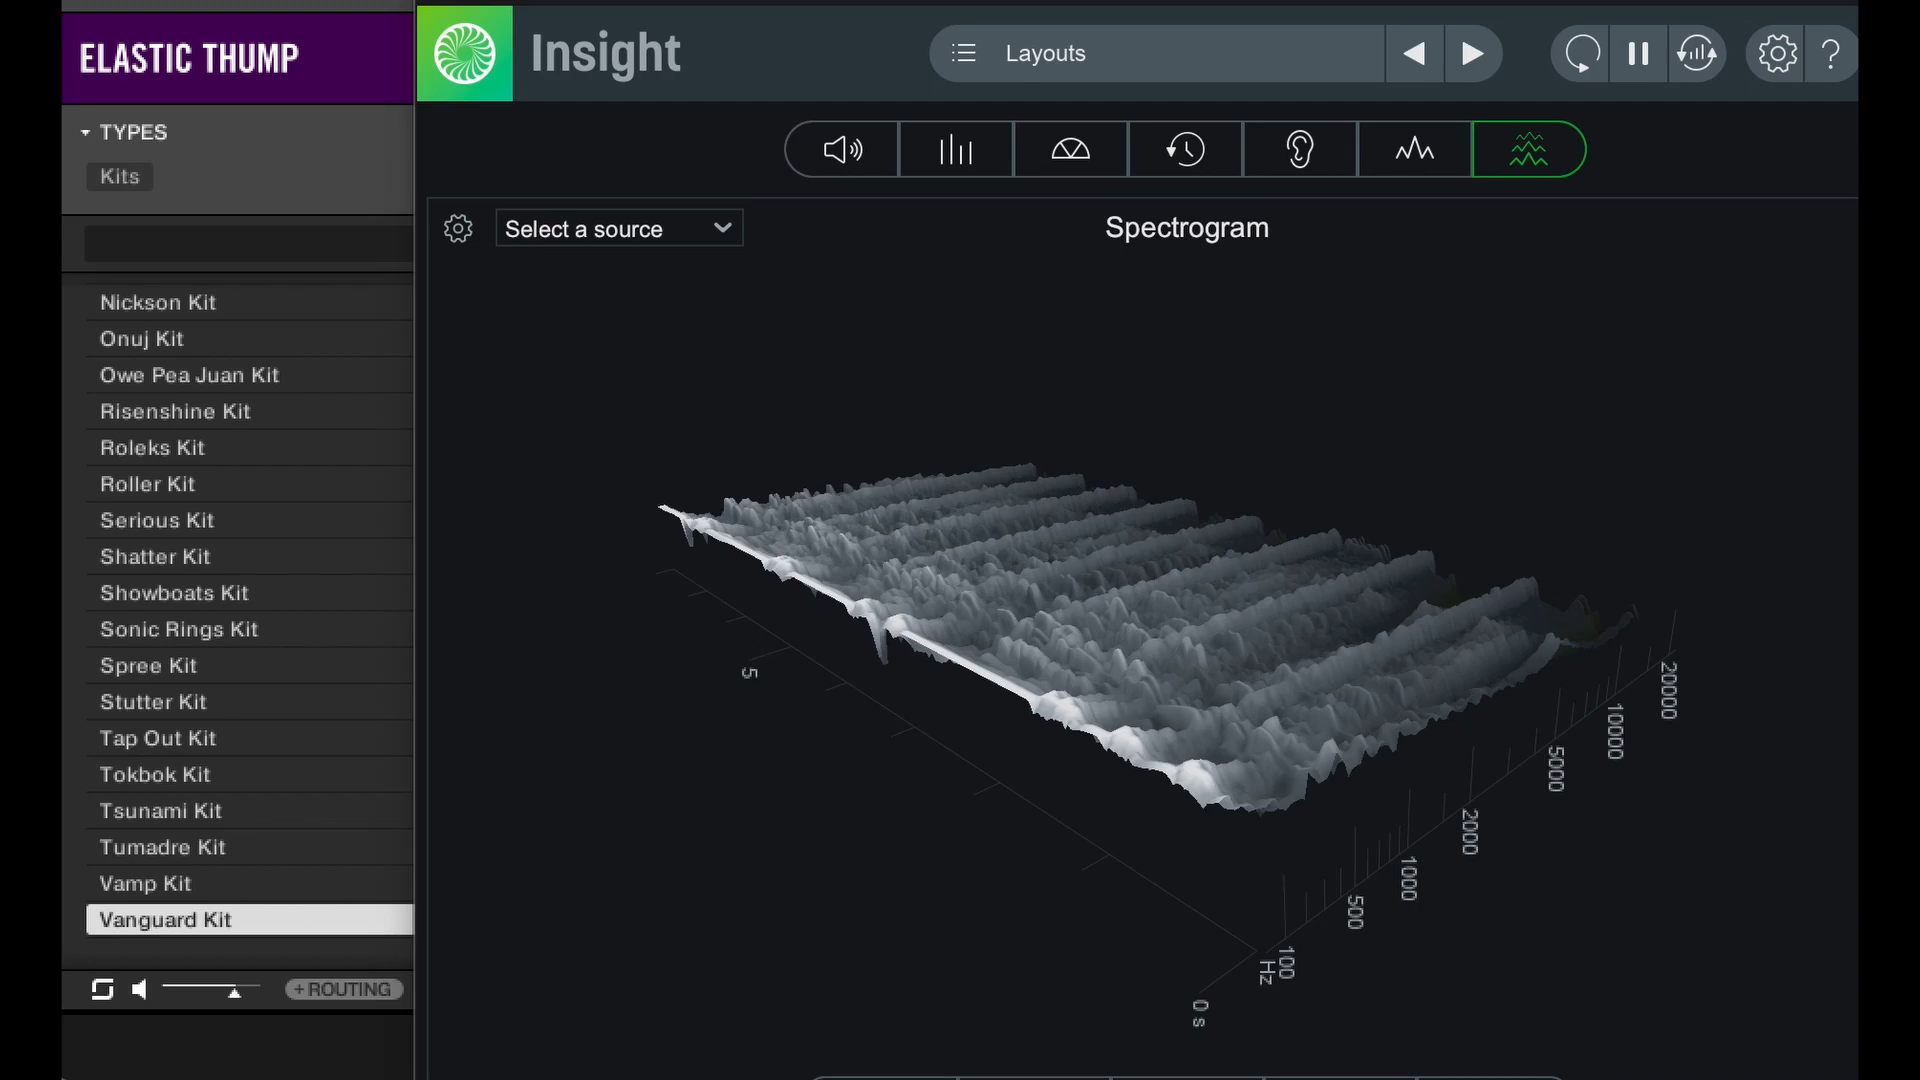 ELASTIC THUMP
TYPES
Kits
Nickson Kit
Onuj Kit
Owe Pea Juan Kit
Risenshine Kit
Roleks Kit
Roller Kit
Serious Kit
Shatter Kit
Showboats Kit
Sonic Rings Kit
Spree Kit
Stutter Kit
Tap Out Kit
Tokbok Kit
Tsunami Kit
Tumadre Kit
Vamp Kit
Vanguard Kit
+ ROUTING
Insight
Layouts
?
Select a source
Spectrogram
5
20000
10000
5000
2000
1000
500
100
Hz
0 s